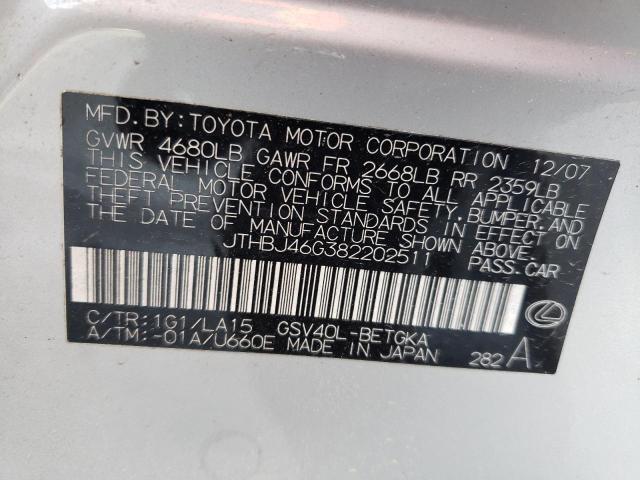 MFD. BY: TOYOTA MOTOR CORPORATION 12/07
GVWR 4680LB GAWR FR 2668LB RR 2359LB
THIS VEHICLE CONFORMS TO ALL APPLICABLE
FEDERAL MOTOR VEHICLE SAFETY, BUMPER, AND
THEFT PREVENTION STANDARDS IN EFFECT ON
THE DATE OF MANUFACTURE SHOWN ABOVE.
JTHBJ46G382202511 PASS. CAR
C/TR: 1G1/LA15 GSV40L-BETGKA
A/TM: -01A/U660E MADE IN JAPAN 282 A